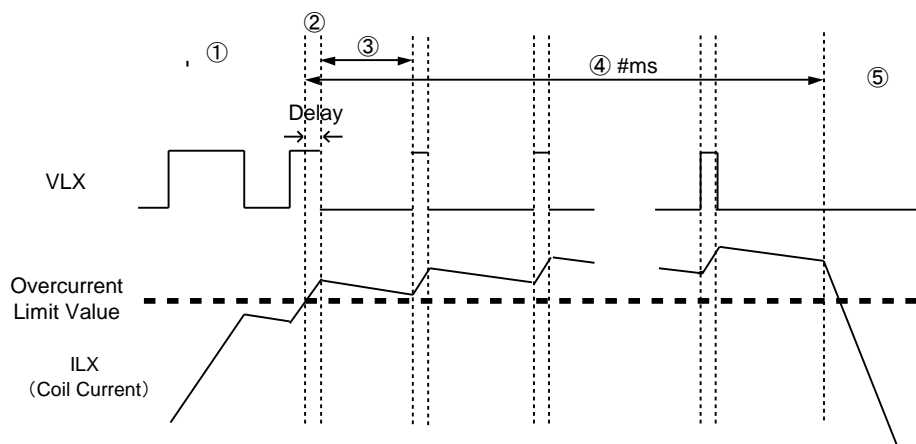 ②
①
③
④ #ms
⑤
Delay
VLX
Overcurrent
Limit Value
ILX
（Coil Current）